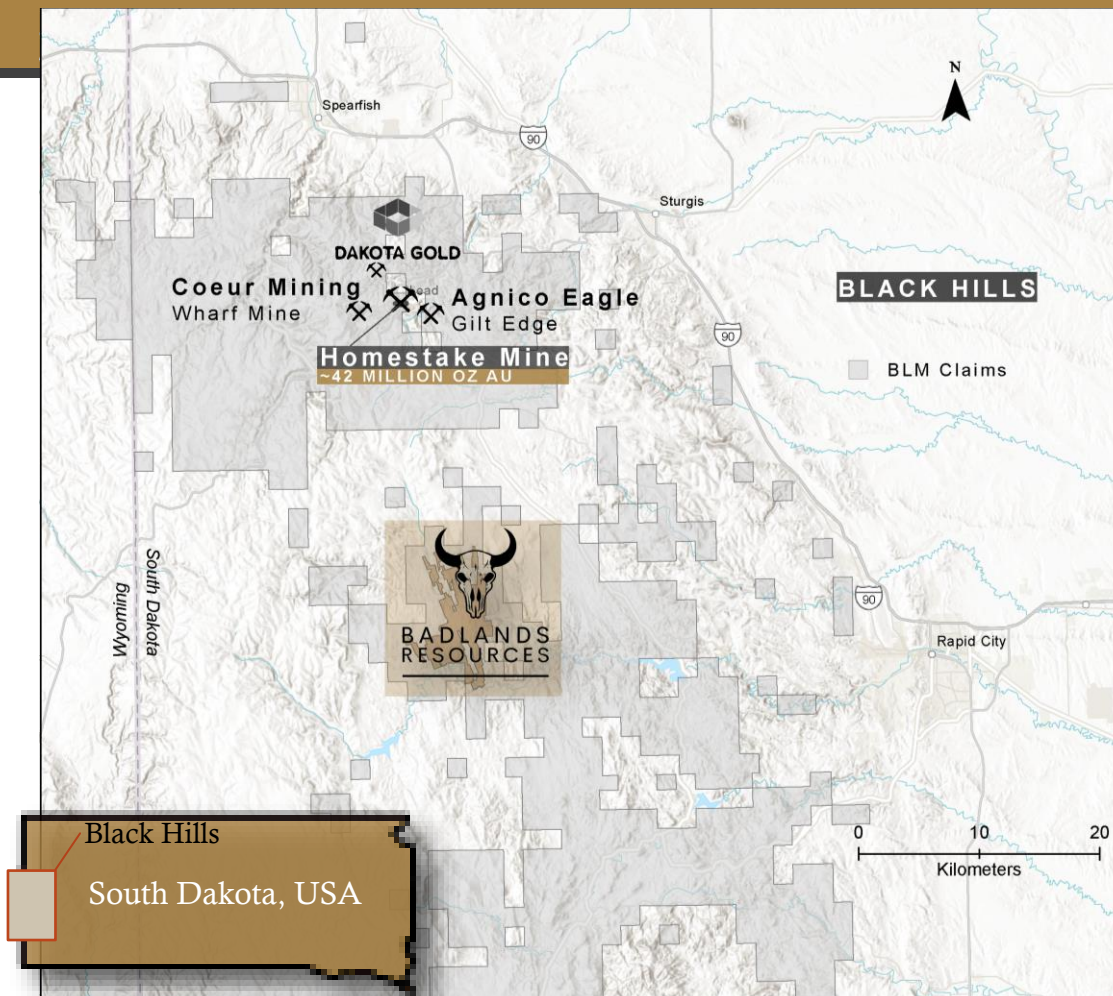 N
Spearfish
90
Sturgis
DAKOTA GOLD
Coeur Mining
Wharf Mine
Lead
Agnico Eagle
Gilt Edge
BLACK HILLS
Homestake Mine
~42 MILLION OZ AU
90
BLM Claims
South Dakota
Wyoming
BADLANDS
RESOURCES
90
Rapid City
0 10 20
Kilometers
Black Hills
South Dakota, USA